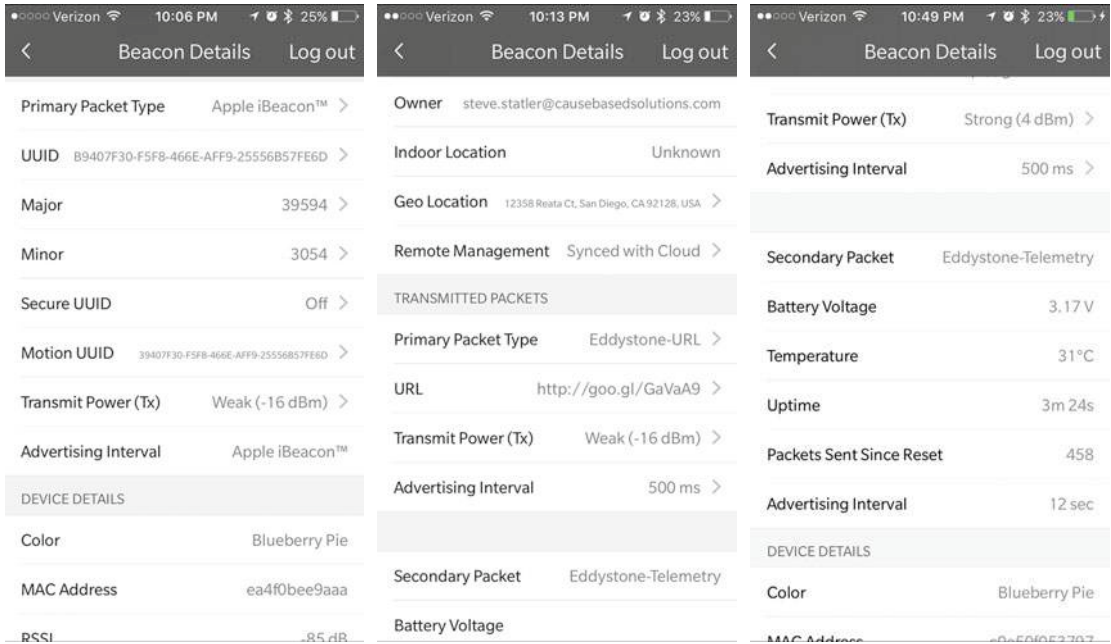 Verizon 10:06 PM 25%
Beacon Details Log out
Primary Packet Type Apple iBeacon™
UUID B9407F30-F5F8-466E-AFF9-25556B57FE6D
Major 39594
Minor 3054
Secure UUID Off
Motion UUID 39407F30-F5F8-466E-AFF9-25556B57FE6D
Transmit Power (Tx) Weak (-16 dBm)
Advertising Interval Apple iBeacon™
DEVICE DETAILS
Color Blueberry Pie
MAC Address ea4f0bee9aaa
RSSI -85 dB
Verizon 10:13 PM 23%
Beacon Details Log out
Owner steve.statler@causebasedsolutions.com
Indoor Location Unknown
Geo Location 12358 Reata Ct, San Diego, CA 92128, USA
Remote Management Synced with Cloud
TRANSMITTED PACKETS
Primary Packet Type Eddystone-URL
URL http://goo.gl/GaVaA9
Transmit Power (Tx) Weak (-16 dBm)
Advertising Interval 500 ms
Secondary Packet Eddystone-Telemetry
Battery Voltage
Verizon 10:49 PM 23%
Beacon Details Log out
Transmit Power (Tx) Strong (4 dBm)
Advertising Interval 500 ms
Secondary Packet Eddystone-Telemetry
Battery Voltage 3.17 V
Temperature 31°C
Uptime 3m 24s
Packets Sent Since Reset 458
Advertising Interval 12 sec
DEVICE DETAILS
Color Blueberry Pie
MAC Address